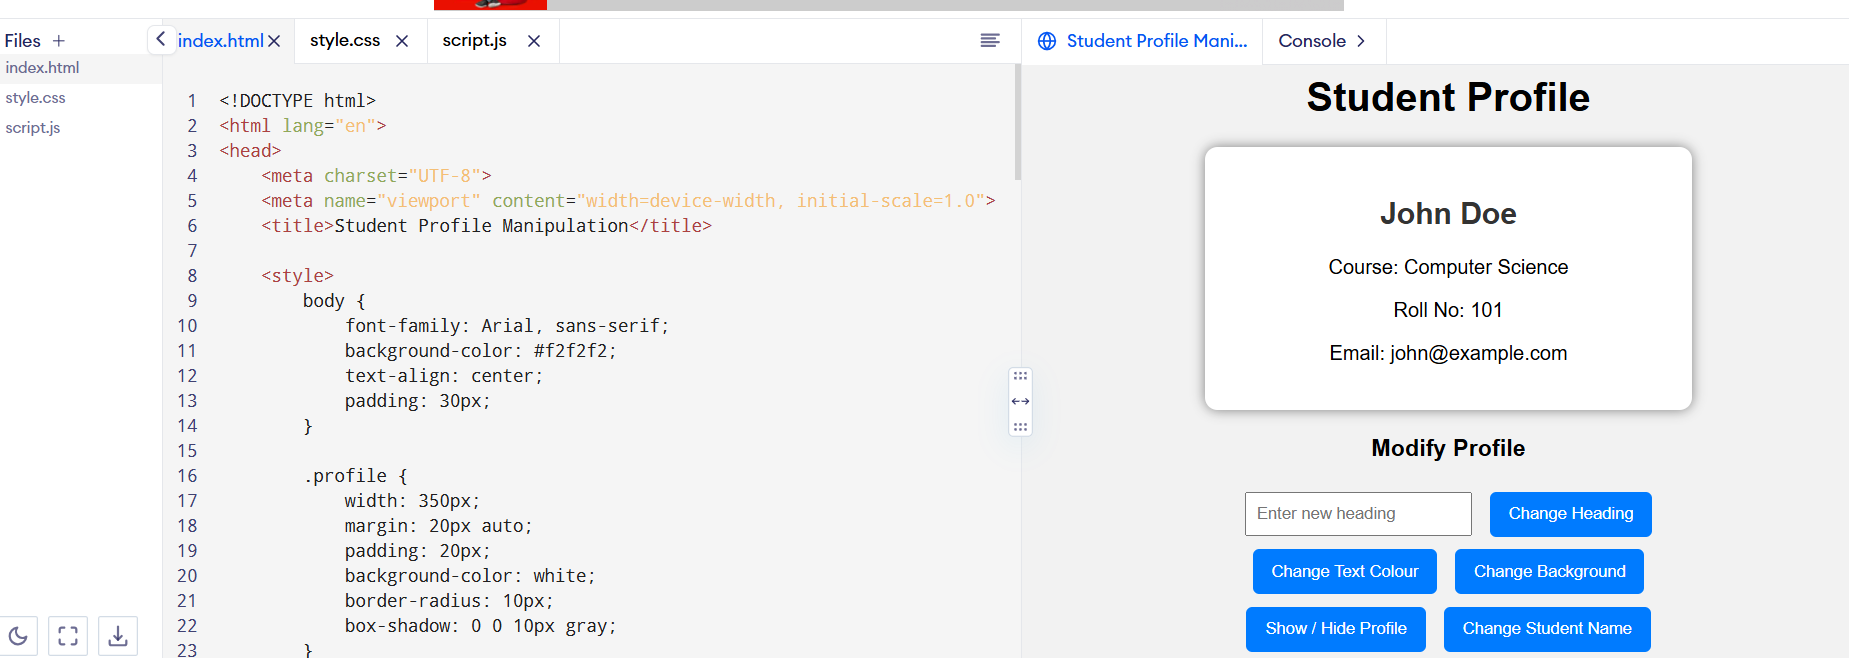 Files +
index.html
style.css
script.js
index.html
style.css
script.js
1 <!DOCTYPE html>
2 <html lang="en">
3 <head>
4     <meta charset="UTF-8">
5     <meta name="viewport" content="width=device-width, initial-scale=1.0">
6     <title>Student Profile Manipulation</title>
7
8     <style>
9         body {
10             font-family: Arial, sans-serif;
11             background-color: #f2f2f2;
12             text-align: center;
13             padding: 30px;
14         }
15
16         .profile {
17             width: 350px;
18             margin: 20px auto;
19             padding: 20px;
20             background-color: white;
21             border-radius: 10px;
22             box-shadow: 0 0 10px gray;
23         }
Student Profile Mani...
Console
Student Profile
John Doe
Course: Computer Science
Roll No: 101
Email: john@example.com
Modify Profile
Enter new heading
Change Heading
Change Text Colour
Change Background
Show / Hide Profile
Change Student Name